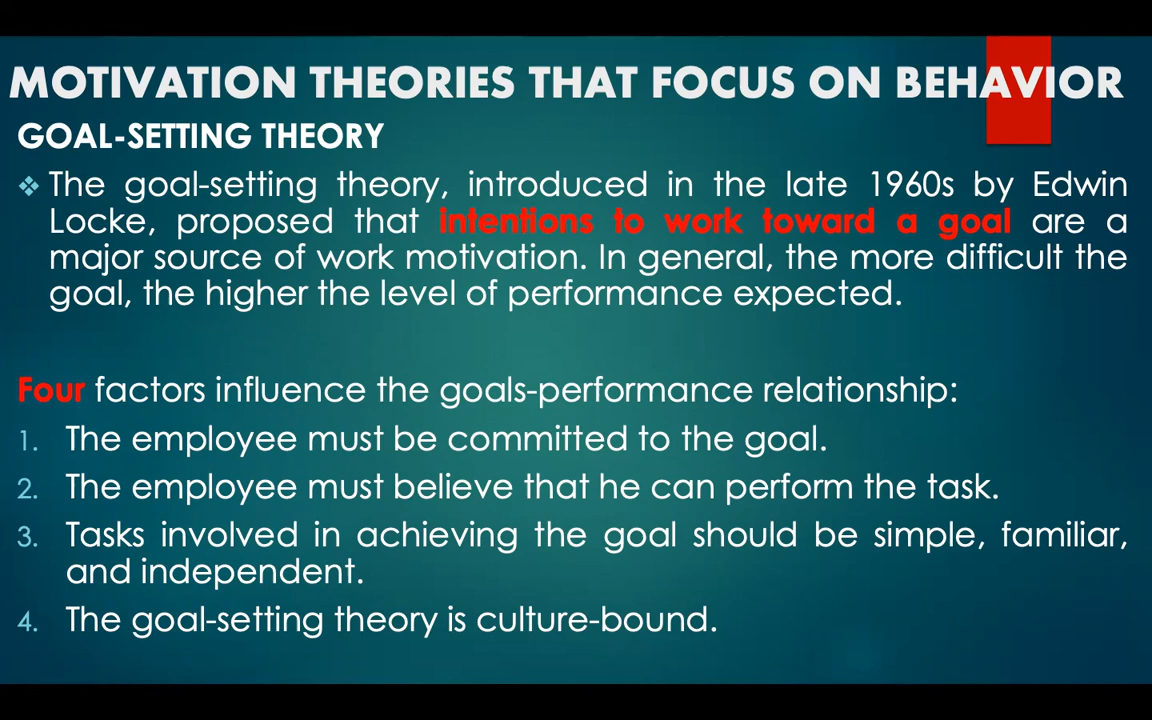 MOTIVATION THEORIES THAT FOCUS ON BEHAVIOR
GOAL-SETTING THEORY
❖ The goal-setting theory, introduced in the late 1960s by Edwin
Locke, proposed that intentions to work toward a goal are a
major source of work motivation. In general, the more difficult the
goal, the higher the level of performance expected.
Four factors influence the goals-performance relationship:
1. The employee must be committed to the goal.
2. The employee must believe that he can perform the task.
3. Tasks involved in achieving the goal should be simple, familiar,
and independent.
4. The goal-setting theory is culture-bound.